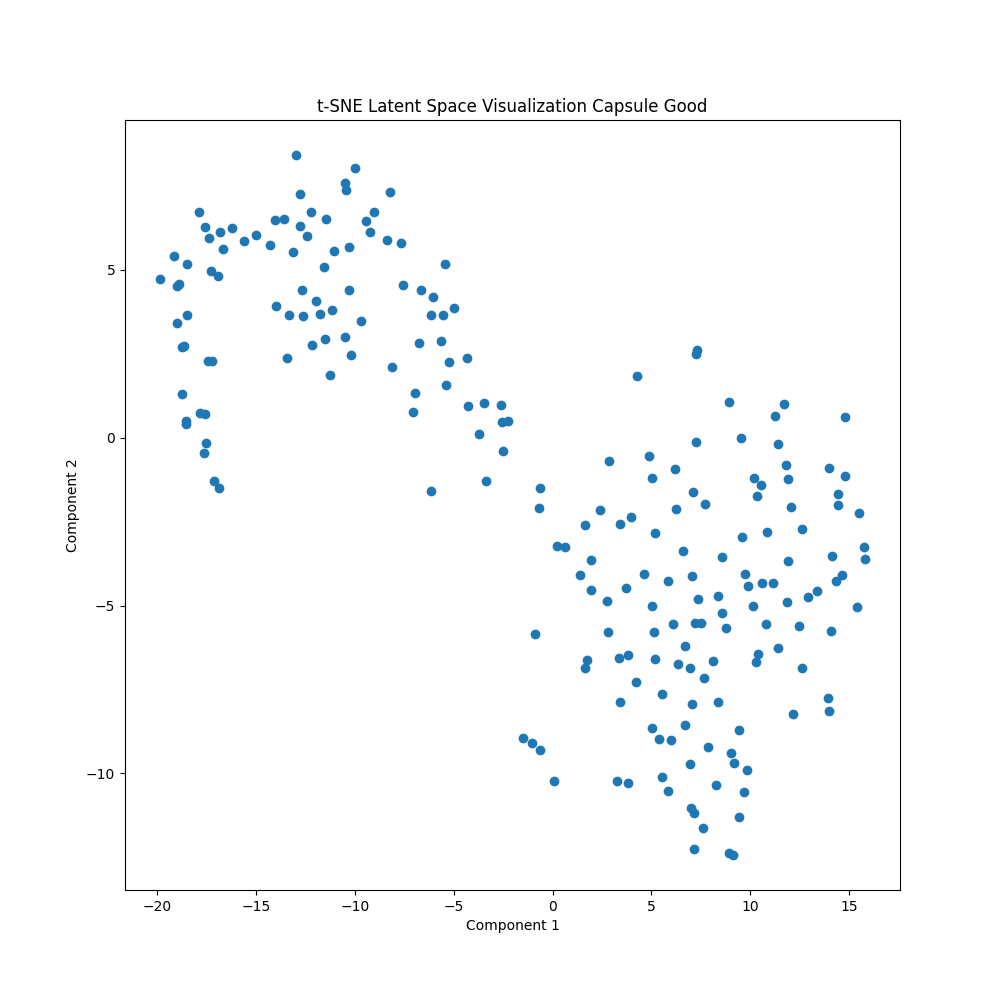 t-SNE Latent Space Visualization Capsule Good
Component 2
5
0
−5
−10
−20 −15 −10 −5 0 5 10 15
Component 1